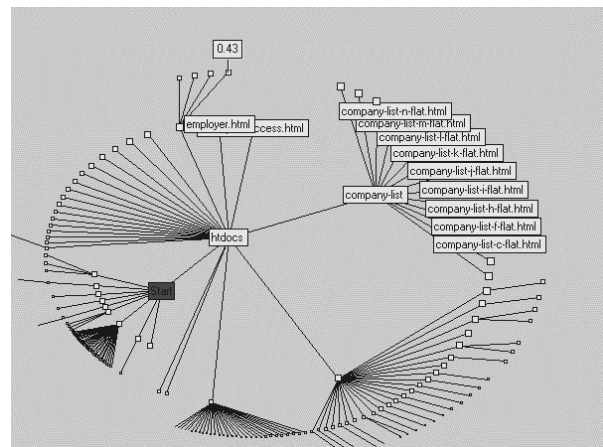 0.43
employer.html
cess.html
company-list-n-flat.html
company-list-m-flat.html
company-list-l-flat.html
company-list-k-flat.html
company-list-j-flat.html
company-list-i-flat.html
company-list-h-flat.html
company-list-f-flat.html
company-list-c-flat.html
company-list
htdocs
Start